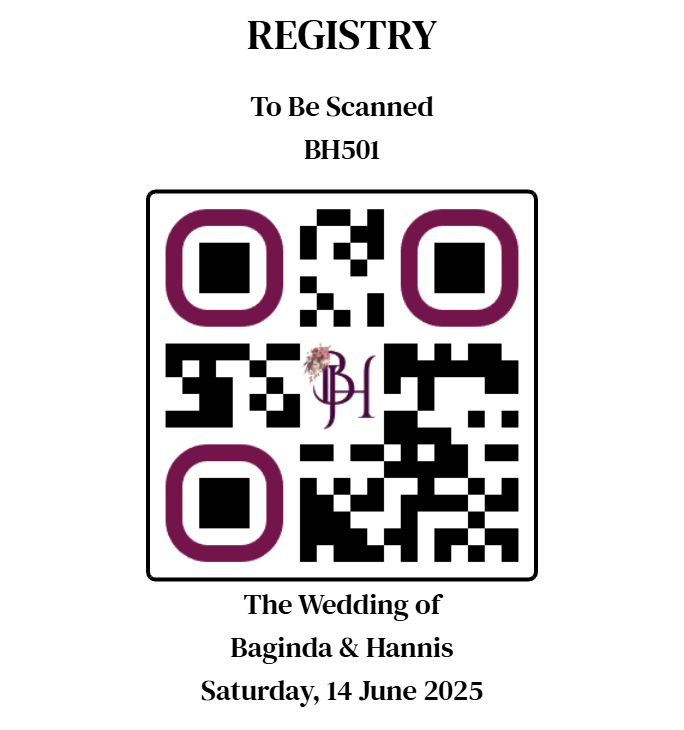 REGISTRY
To Be Scanned
BH501
BH
The Wedding of
Baginda & Hannis
Saturday, 14 June 2025